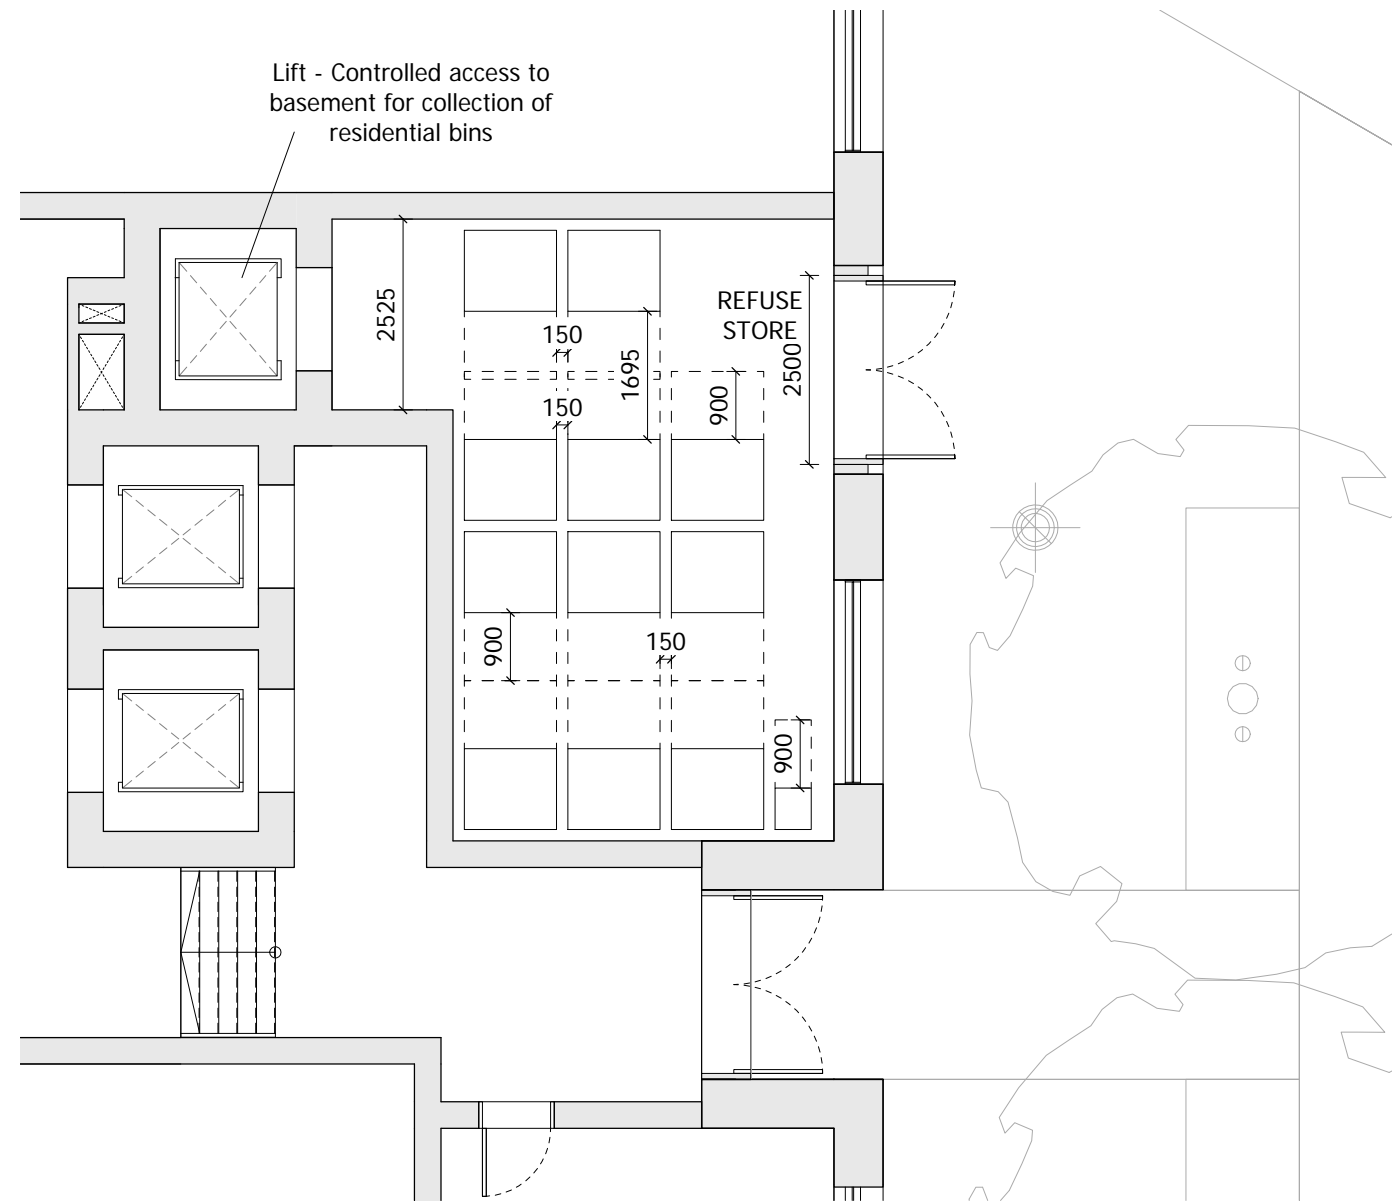 Lift - Controlled access to
basement for collection of
residential bins
REFUSE
STORE
2525
150
1695
150
900
2500
900
150
900